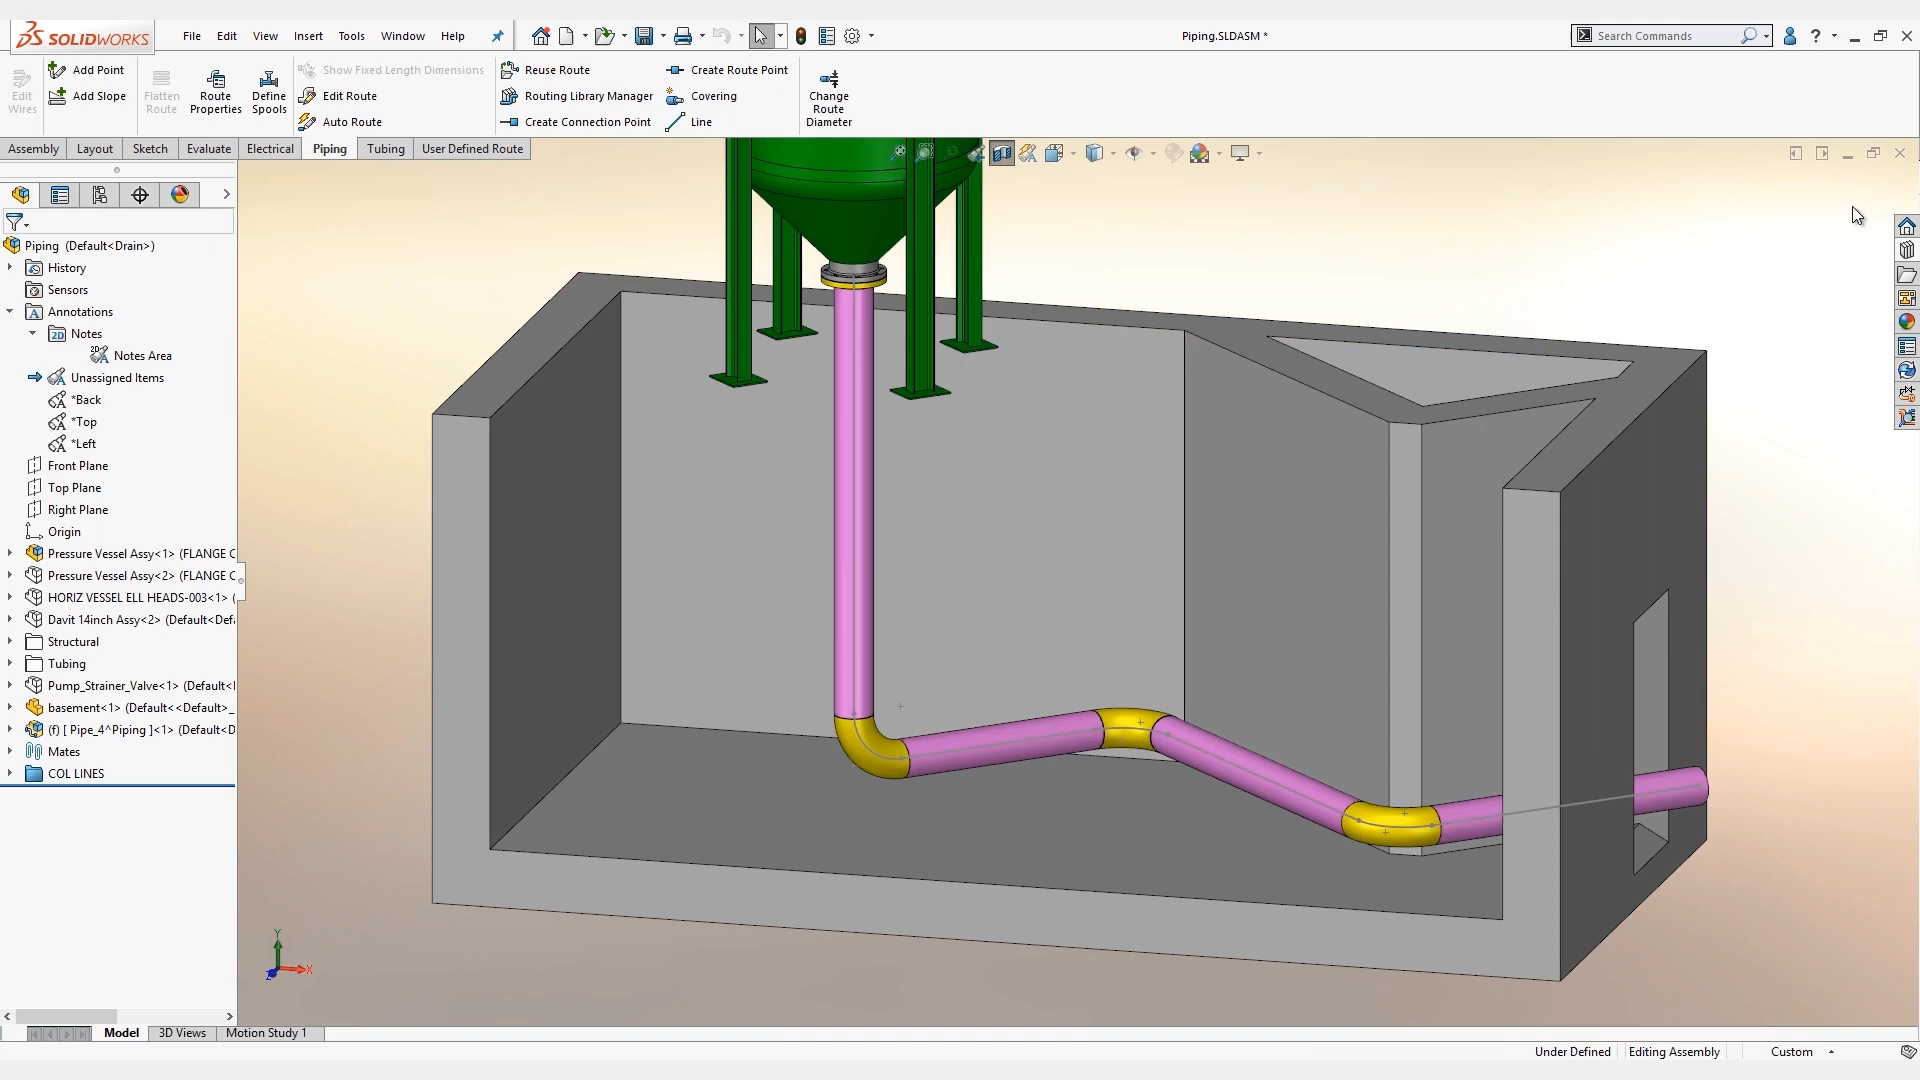 SOLIDWORKS
File Edit View Insert Tools Window Help
Piping.SLDASM *
Search Commands
Edit Wires
Add Point
Add Slope
Flatten Route
Route Properties
Define Spools
Show Fixed Length Dimensions
Edit Route
Auto Route
Reuse Route
Routing Library Manager
Create Connection Point
Create Route Point
Covering
Line
Change Route Diameter
Assembly Layout Sketch Evaluate Electrical Piping Tubing User Defined Route
Piping (Default<Drain>)
History
Sensors
Annotations
Notes
Notes Area
Unassigned Items
*Back
*Top
*Left
Front Plane
Top Plane
Right Plane
Origin
Pressure Vessel Assy<1> (FLANGE C
Pressure Vessel Assy<2> (FLANGE C
HORIZ VESSEL ELL HEADS-003<1> (
Davit 14inch Assy<2> (Default<Def
Structural
Tubing
Pump_Strainer_Valve<1> (Default<
basement<1> (Default<<Default>_
(f) [ Pipe_4^Piping ]<1> (Default<D
Mates
COL LINES
Y
X
Z
Model 3D Views Motion Study 1
Under Defined Editing Assembly Custom